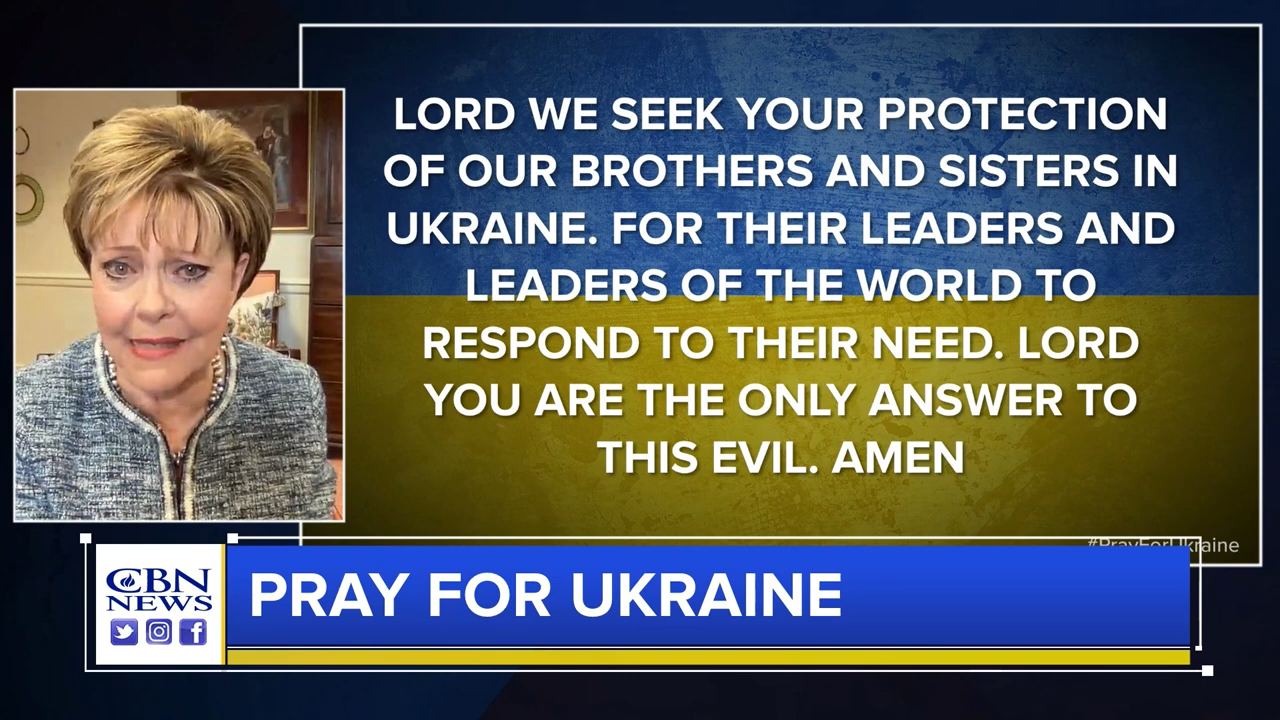 LORD WE SEEK YOUR PROTECTION
OF OUR BROTHERS AND SISTERS IN
UKRAINE. FOR THEIR LEADERS AND
LEADERS OF THE WORLD TO
RESPOND TO THEIR NEED. LORD
YOU ARE THE ONLY ANSWER TO
THIS EVIL. AMEN
#PrayForUkraine
CBN
NEWS
PRAY FOR UKRAINE